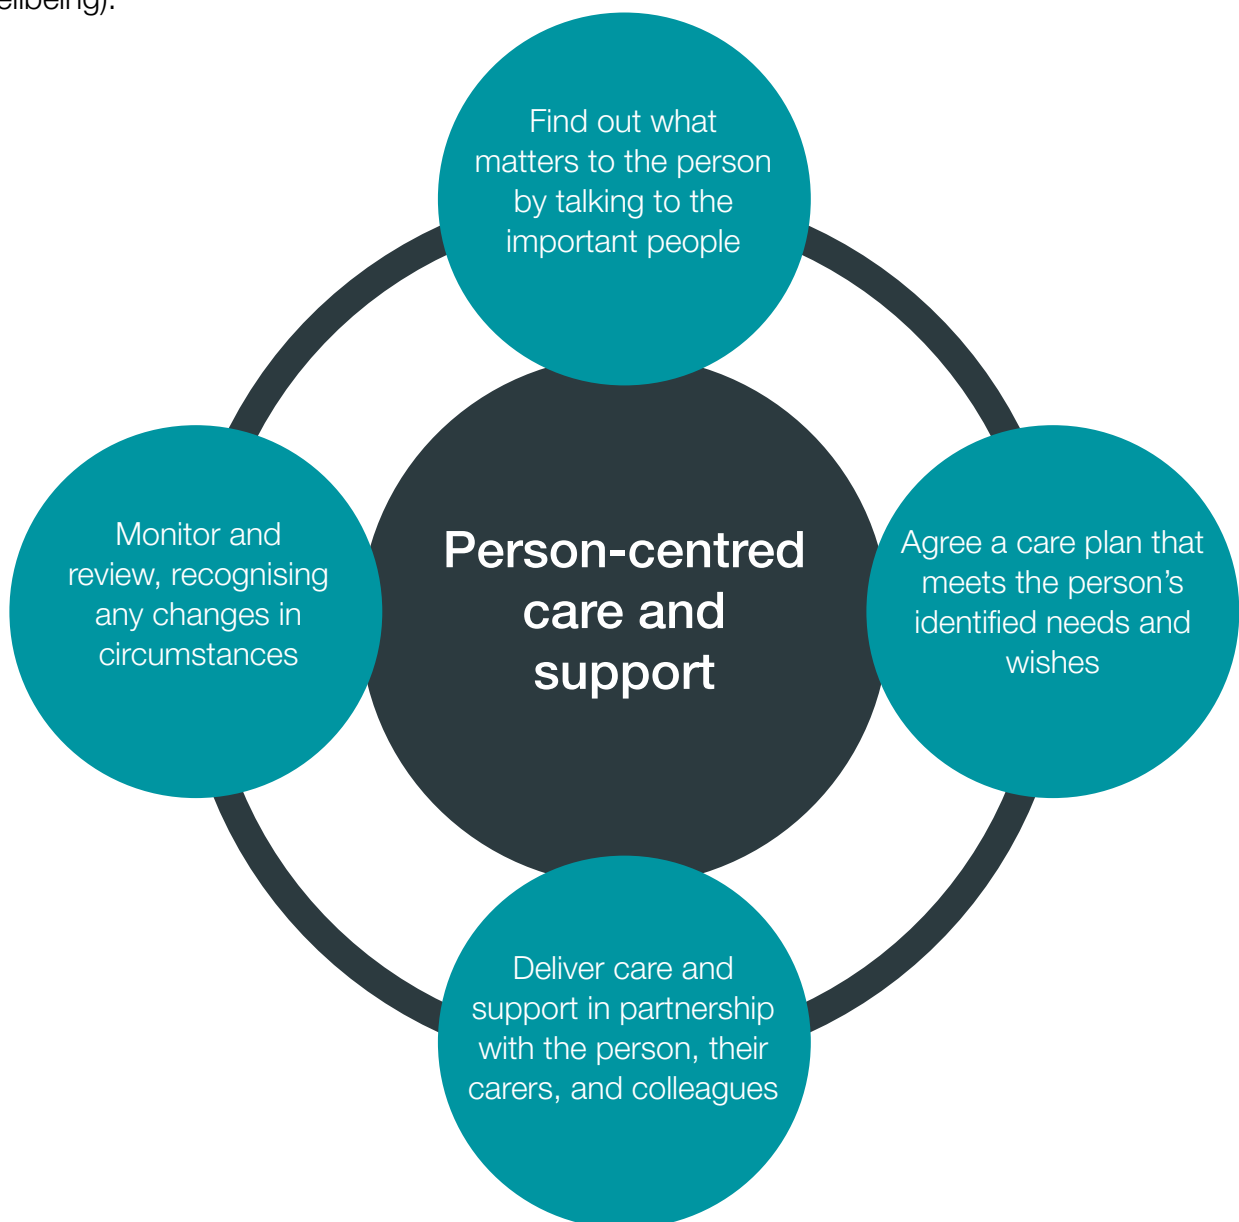 ellbeing).
Find out what
matters to the person
by talking to the
important people
Person-centred
care and
support
Agree a care plan that
meets the person's
identified needs and
wishes
Deliver care and
support in partnership
with the person, their
carers, and colleagues
Monitor and
review, recognising
any changes in
circumstances